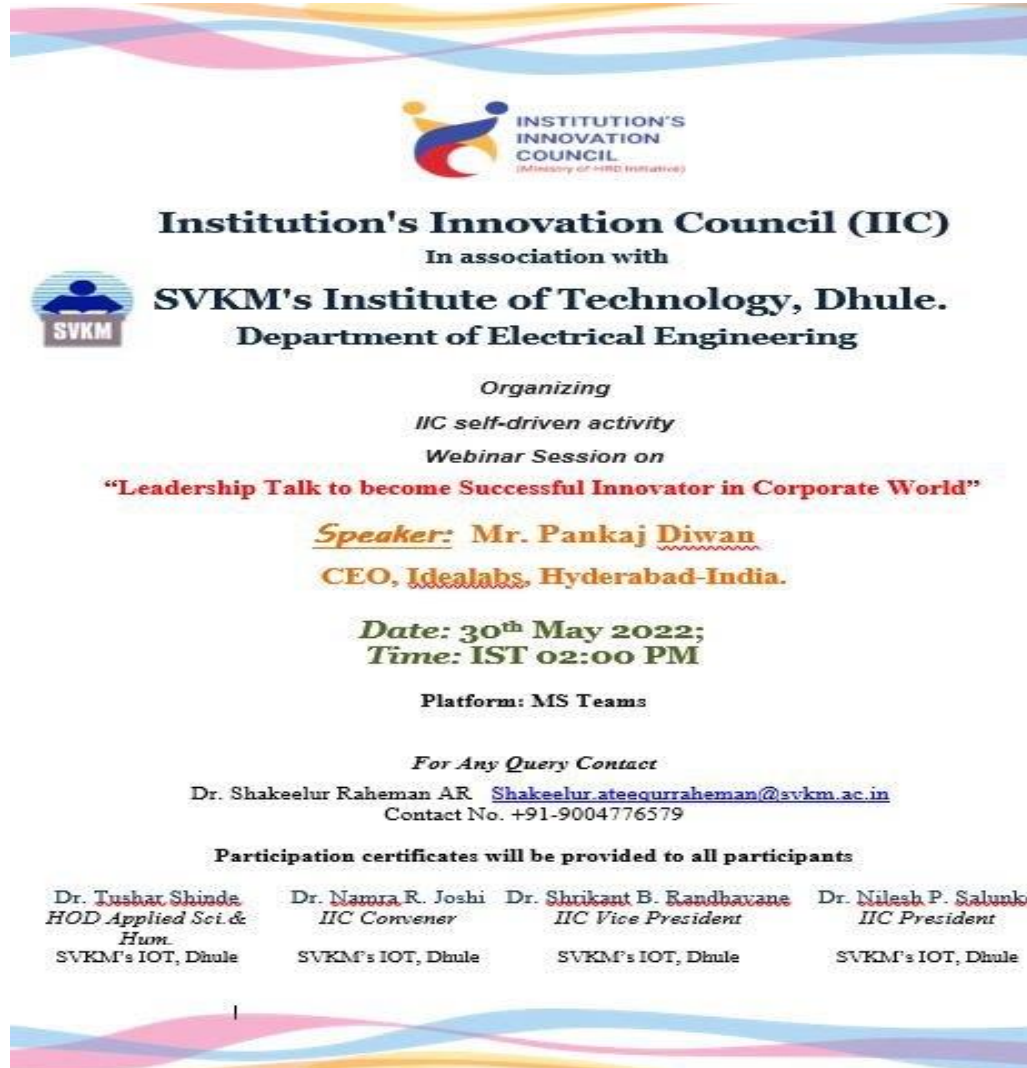 INSTITUTION'S
INNOVATION
COUNCIL
(Ministry of HRD Initiative)
Institution's Innovation Council (IIC)
In association with
SVKM
SVKM's Institute of Technology, Dhule.
Department of Electrical Engineering
Organizing
IIC self-driven activity
Webinar Session on
“Leadership Talk to become Successful Innovator in Corporate World”
Speaker: Mr. Pankaj Diwan
CEO, Idealabs, Hyderabad-India.
Date: 30th May 2022;
Time: IST 02:00 PM
Platform: MS Teams
For Any Query Contact
Dr. Shakeelur Raheman AR Shakeelur.ateequrraheman@svkm.ac.in
Contact No. +91-9004776579
Participation certificates will be provided to all participants
Dr. Tushar Shinde Dr. Namra R. Joshi Dr. Shrikant B. Randhavane Dr. Nilesh P. Salunke
HOD Applied Sci.& IIC Convener IIC Vice President IIC President
Hum.
SVKM's IOT, Dhule SVKM's IOT, Dhule SVKM's IOT, Dhule SVKM's IOT, Dhule